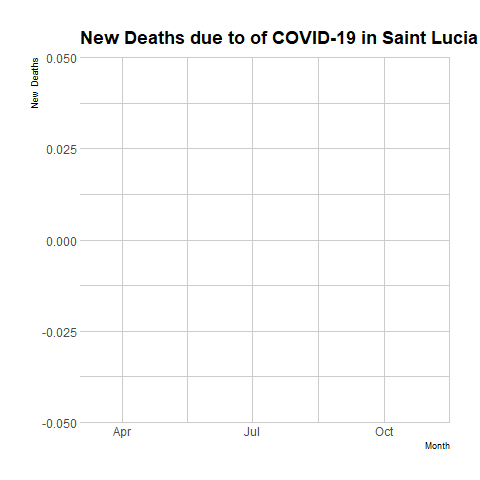 New Deaths due to of COVID-19 in Saint Lucia
New Deaths
0.050
0.025
0.000
-0.025
-0.050
Apr
Jul
Oct
Month